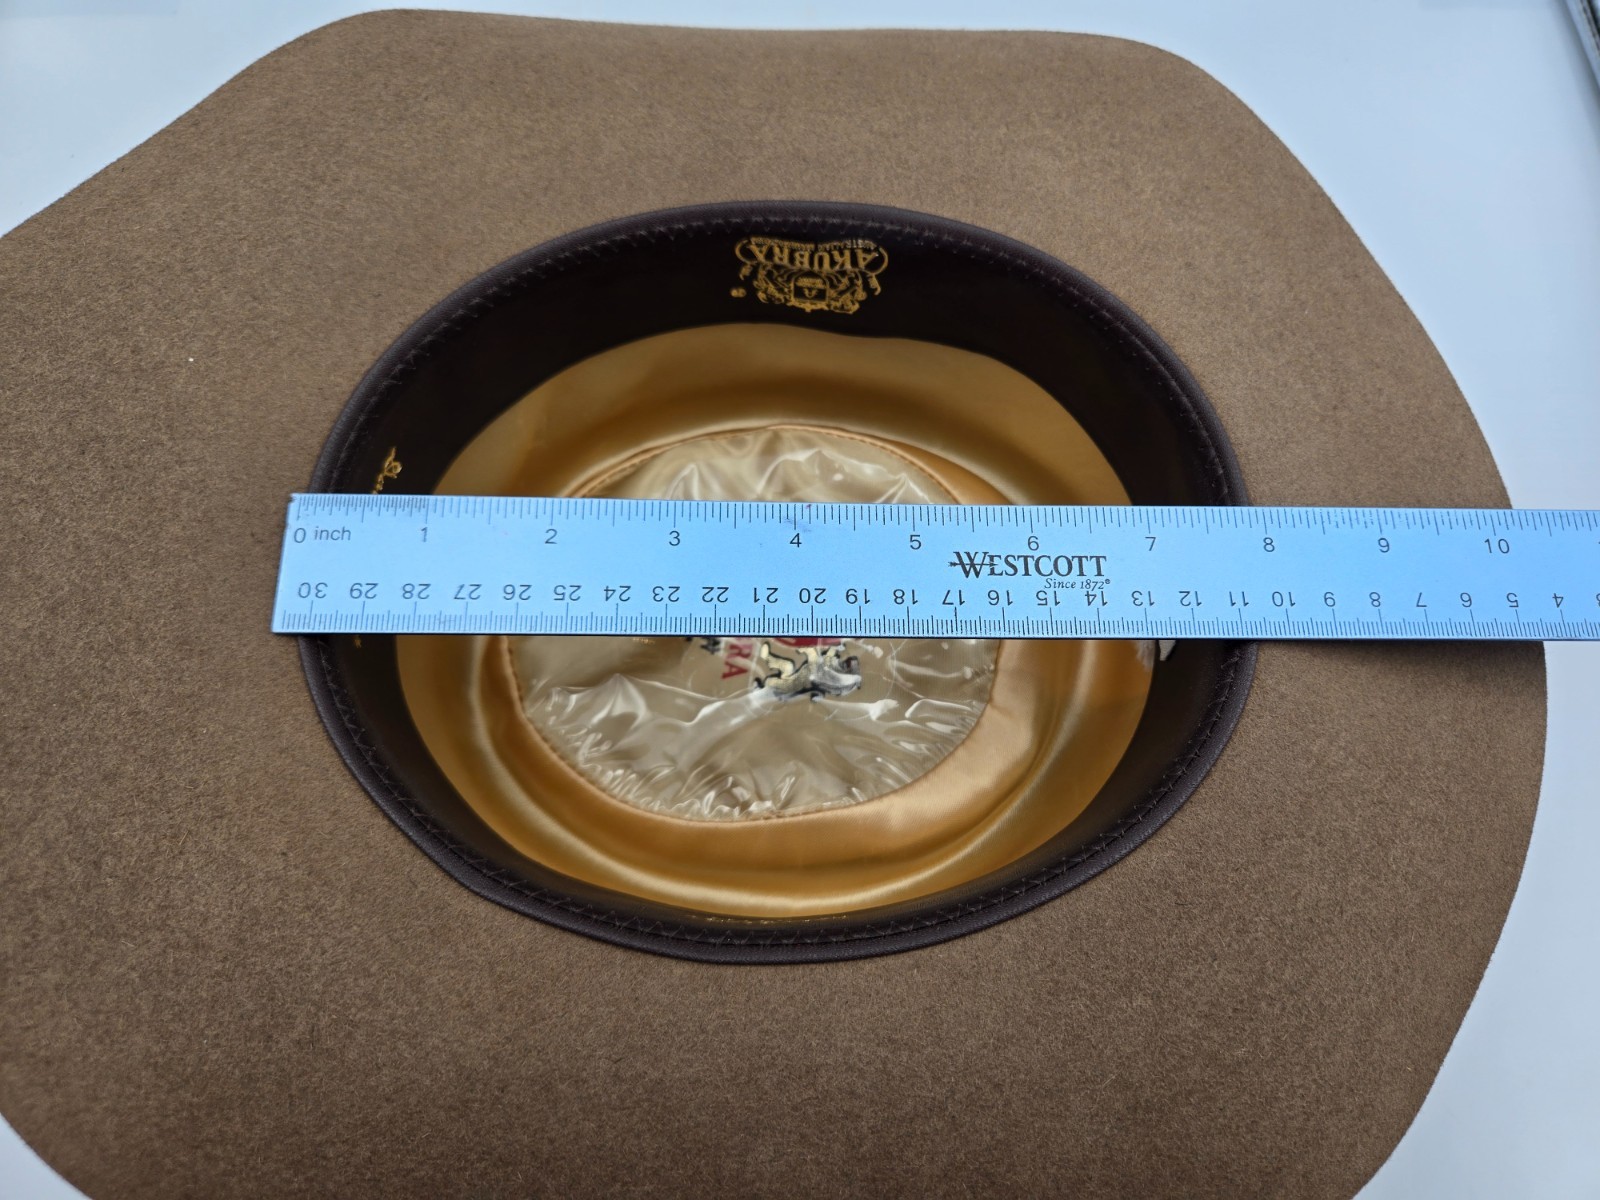 AKUBRA
0 inch 1 2 3 4 5 6 7 8 9 10
WESTCOTT
Since 1872®
30 29 28 27 26 25 24 23 22 21 20 19 18 17 16 15 14 13 12 11 10 9 8 7 6 5 4
RA